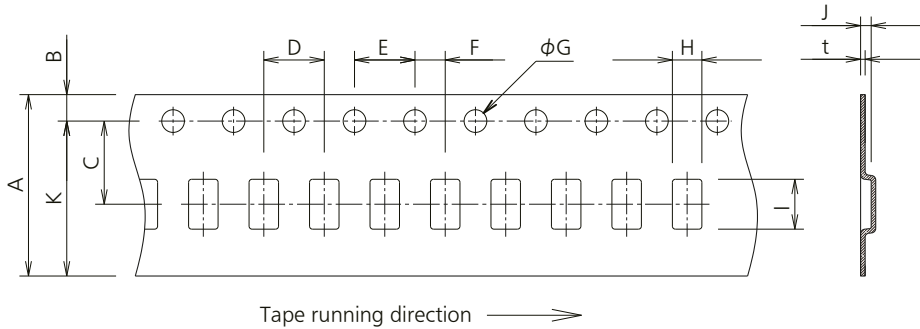 D E F φG H J
t
B
C
A
K
I
Tape running direction